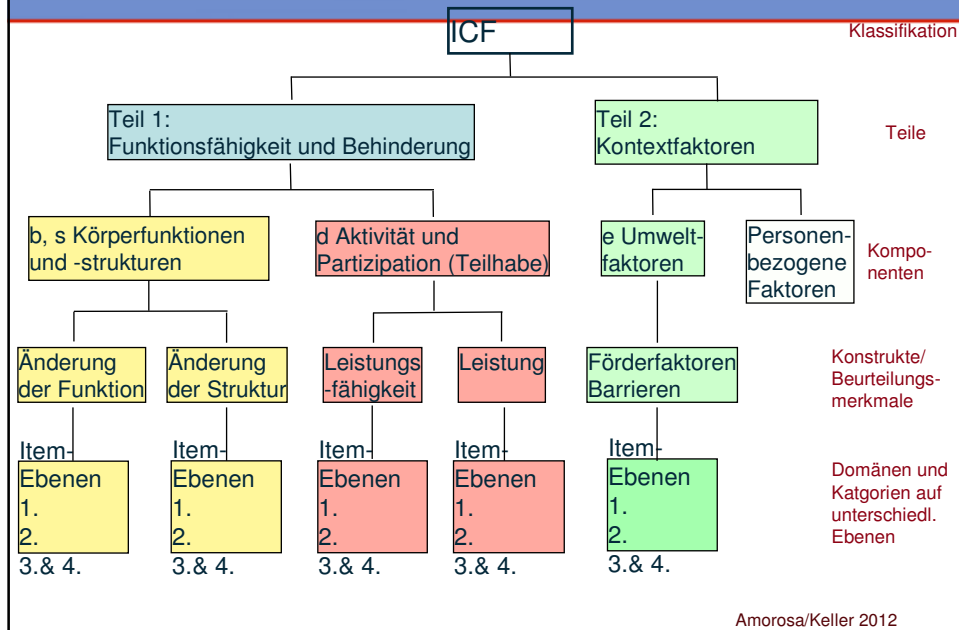 ICF
Klassifikation
Teil 1:
Funktionsfähigkeit und Behinderung
Teil 2:
Kontextfaktoren
Teile
b, s Körperfunktionen
und -strukturen
d Aktivität und
Partizipation (Teilhabe)
e Umwelt-
faktoren
Personen-
bezogene
Faktoren
Kompo-
nenten
Änderung
der Funktion
Änderung
der Struktur
Leistungs
-fähigkeit
Leistung
Förderfaktoren
Barrieren
Konstrukte/
Beurteilungs-
merkmale
Item-
Ebenen
1.
2.
3.& 4.
Item-
Ebenen
1.
2.
3.& 4.
Item-
Ebenen
1.
2.
3.& 4.
Item-
Ebenen
1.
2.
3.& 4.
Item-
Ebenen
1.
2.
3.& 4.
Domänen und
Katgorien auf
unterschiedl.
Ebenen
Amorosa/Keller 2012